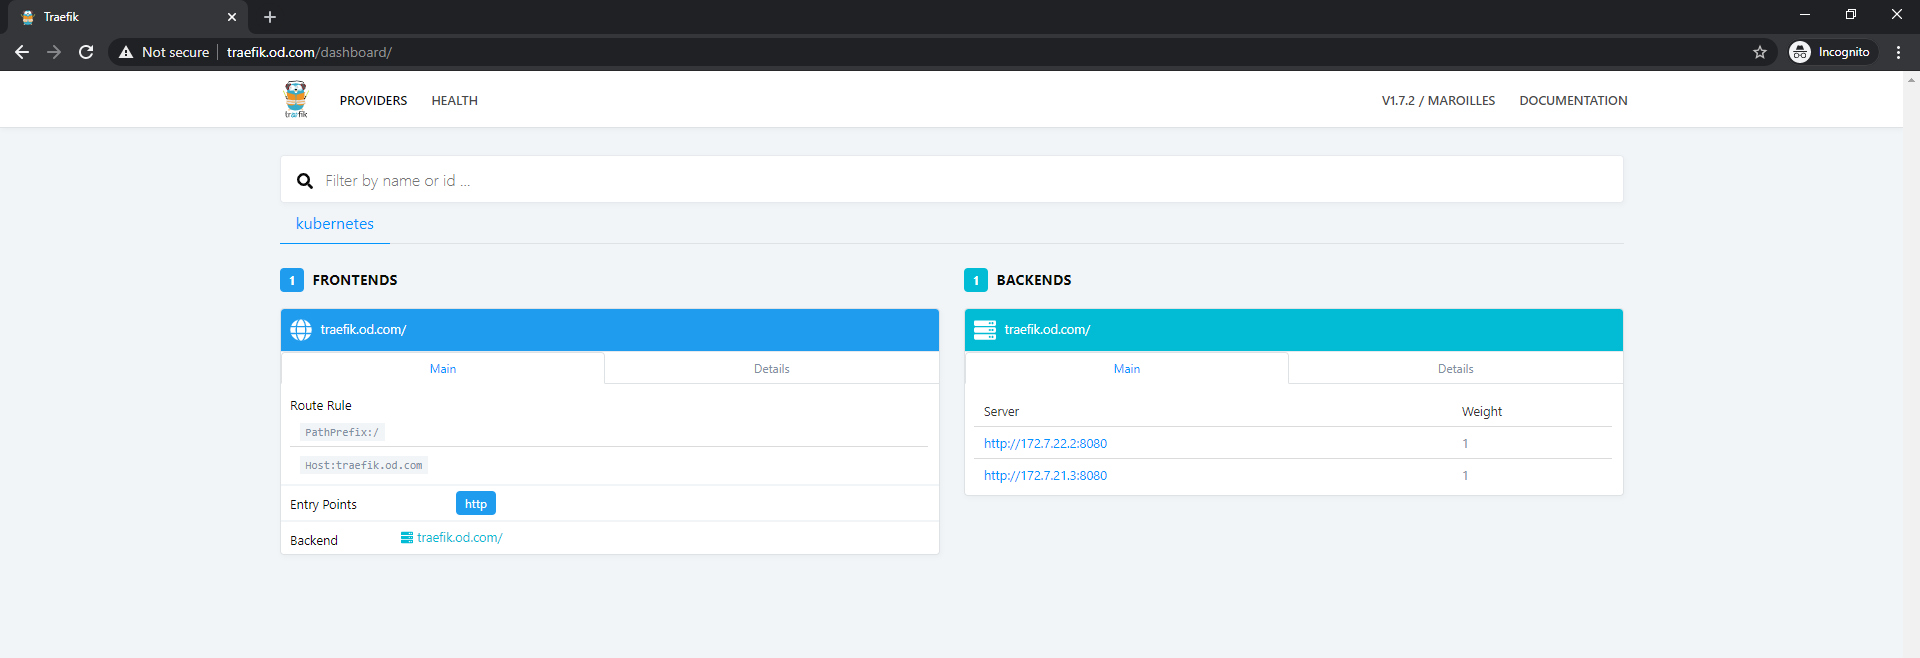 Traefik
Not secure traefik.od.com/dashboard/ Incognito
træfik PROVIDERS HEALTH V1.7.2 / MAROILLES DOCUMENTATION
Filter by name or id ...
kubernetes
1 FRONTENDS
traefik.od.com/
Main Details
Route Rule
PathPrefix:/
Host:traefik.od.com
Entry Points http
Backend traefik.od.com/
1 BACKENDS
traefik.od.com/
Main Details
Server Weight
http://172.7.22.2:8080 1
http://172.7.21.3:8080 1